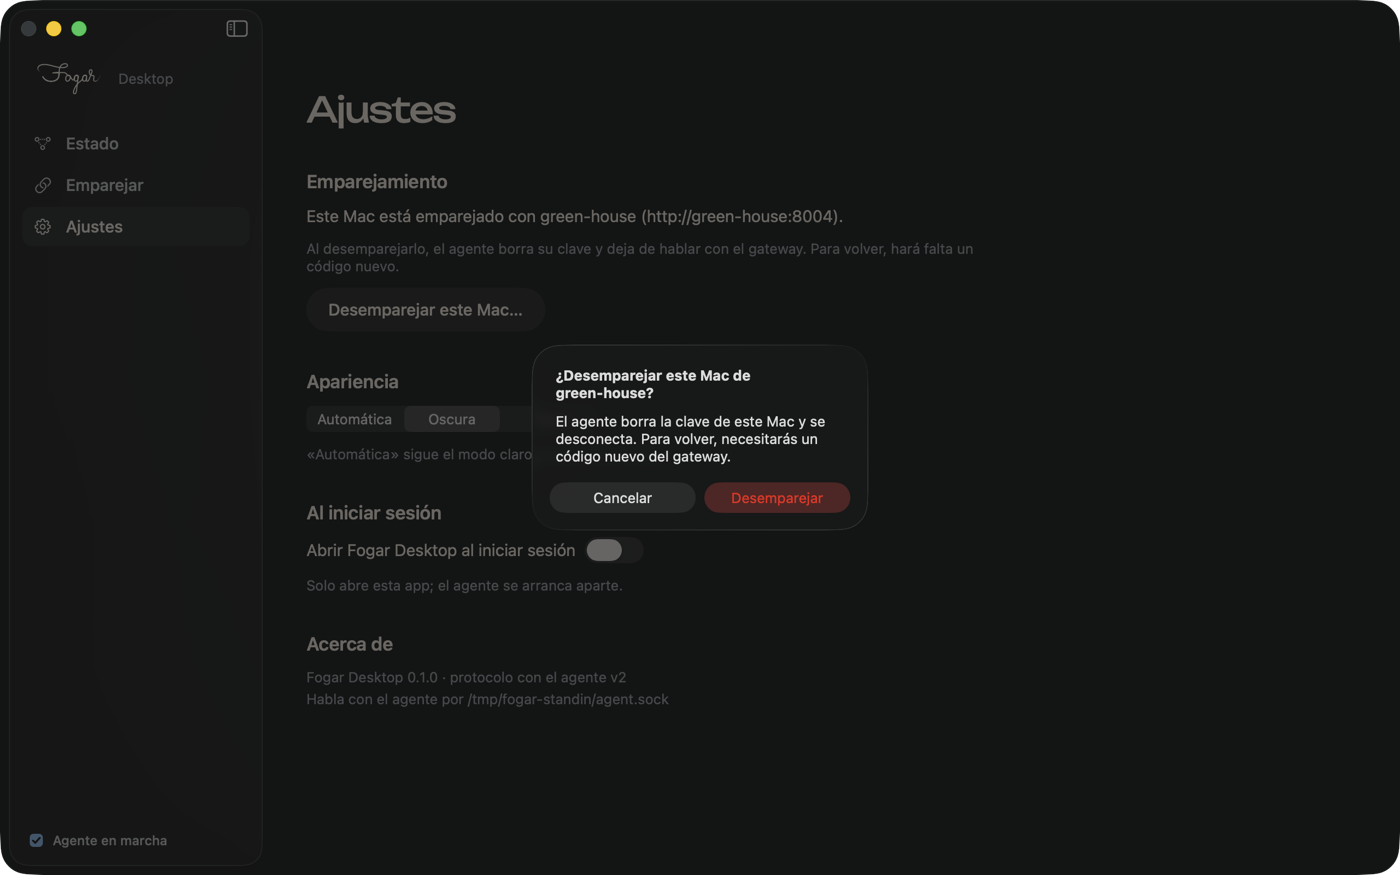 Fogar Desktop
Estado
Emparejar
Ajustes
Agente en marcha
Ajustes
Emparejamiento
Este Mac está emparejado con green-house (http://green-house:8004).
Al desemparejarlo, el agente borra su clave y deja de hablar con el gateway. Para volver, hará falta un
código nuevo.
Desemparejar este Mac...
Apariencia
Automática
Oscura
«Automática» sigue el modo claro
Al iniciar sesión
Abrir Fogar Desktop al iniciar sesión
Solo abre esta app; el agente se arranca aparte.
Acerca de
Fogar Desktop 0.1.0 · protocolo con el agente v2
Habla con el agente por /tmp/fogar-standin/agent.sock
¿Desemparejar este Mac de
green-house?
El agente borra la clave de este Mac y se
desconecta. Para volver, necesitarás un
código nuevo del gateway.
Cancelar
Desemparejar